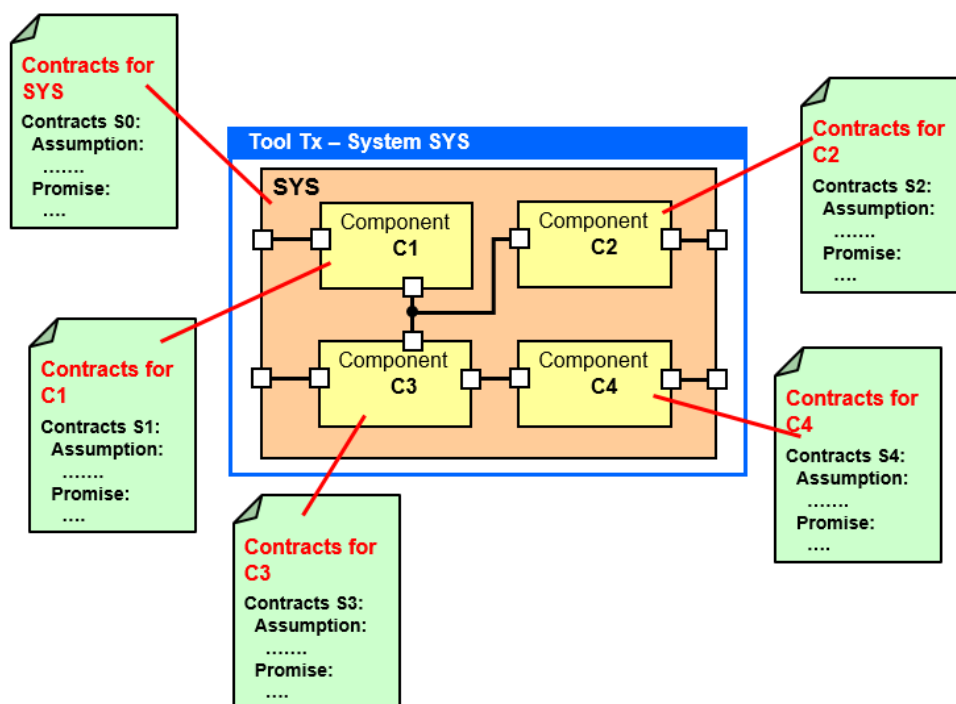 Contracts for
SYS
Contracts S0:
Assumption:
.......
Promise:
....
Tool Tx – System SYS
SYS
Component
C1
Component
C2
Component
C3
Component
C4
Contracts for
C2
Contracts S2:
Assumption:
.......
Promise:
....
Contracts for
C1
Contracts S1:
Assumption:
.......
Promise:
....
Contracts for
C4
Contracts S4:
Assumption:
.......
Promise:
....
Contracts for
C3
Contracts S3:
Assumption:
.......
Promise:
....